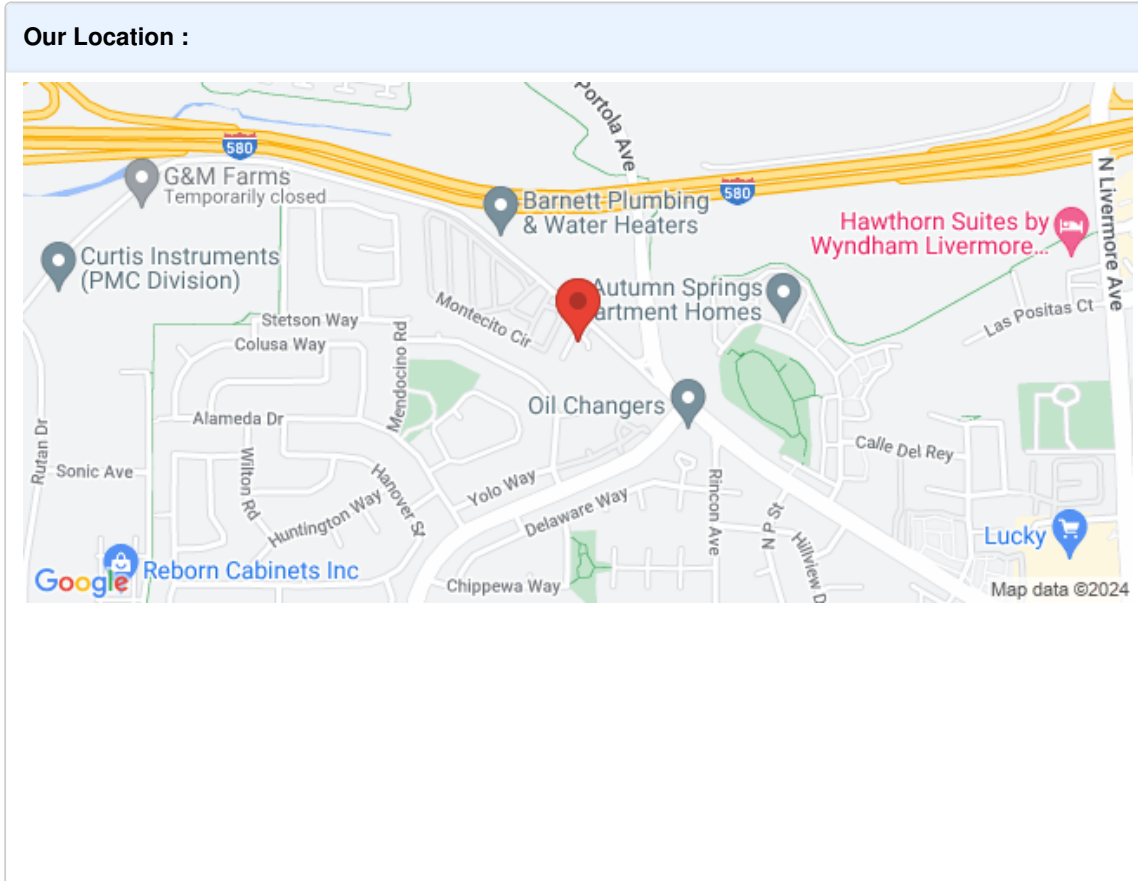 Our Location :
Portola Ave
580
580
G&M Farms
Temporarily closed
Barnett Plumbing
& Water Heaters
N Livermore Ave
Hawthorn Suites by
Wyndham Livermore...
Curtis Instruments
(PMC Division)
Autumn Springs
artment Homes
Montecito Cir
Las Positas Ct
Stetson Way
Colusa Way
Mendocino Rd
Oil Changers
Alameda Dr
Rutan Dr
Calle Del Rey
Sonic Ave
Wilton Rd
Hanover St
Yolo Way
Rincon Ave
Huntington Way
Delaware Way
N P St
Hillview D
Lucky
Reborn Cabinets Inc
Chippewa Way
Google
Map data ©2024